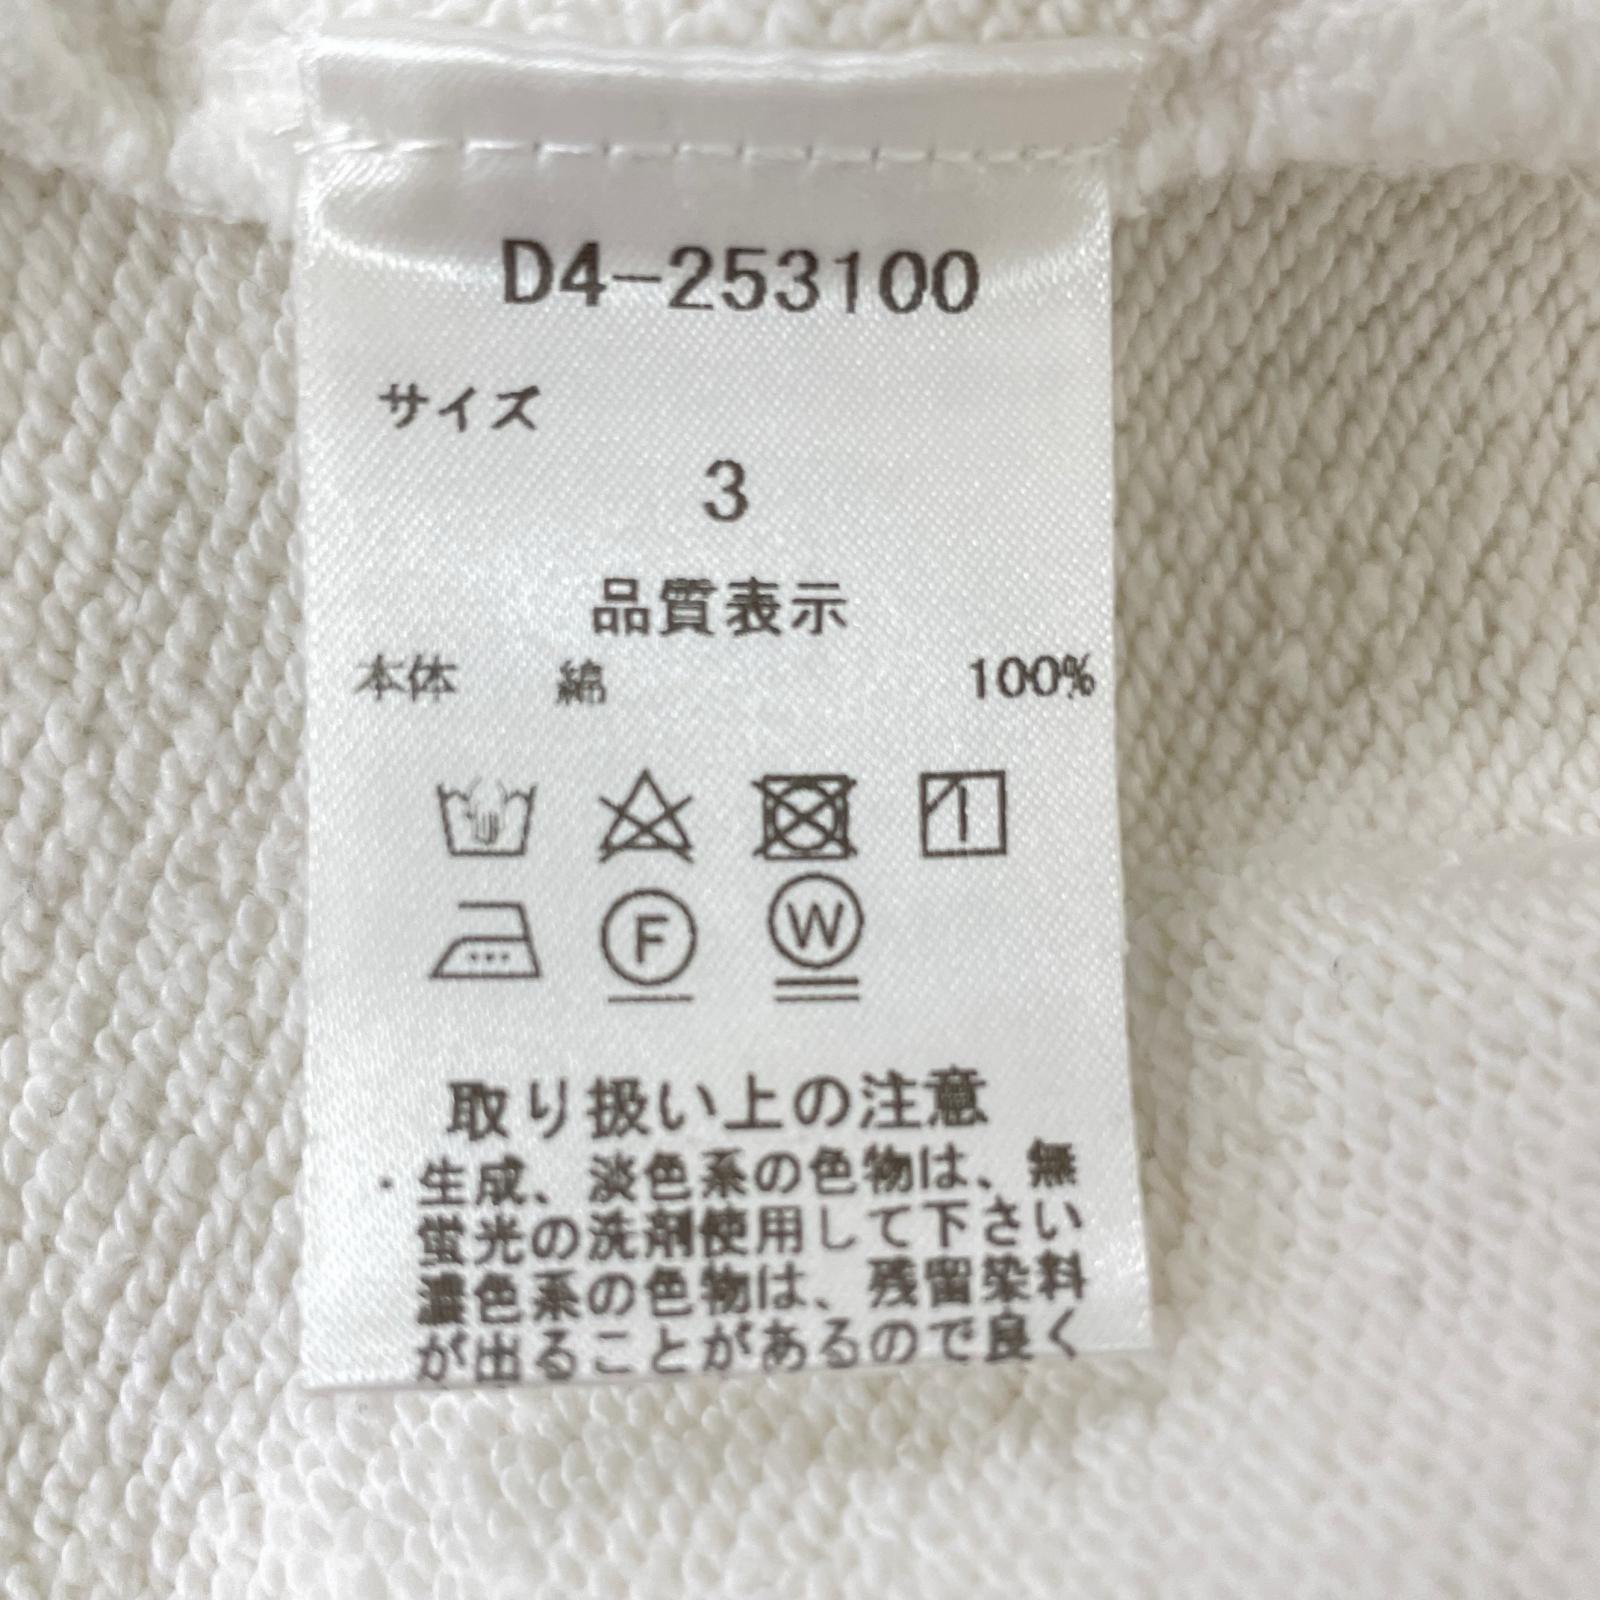 D4-253100
サイズ
3
品質表示
本体 綿 100%
F W
取り扱い上の注意
・生成、淡色系の色物は、無
蛍光の洗剤使用して下さい
濃色系の色物は、残留染料
が出ることがあるので良く